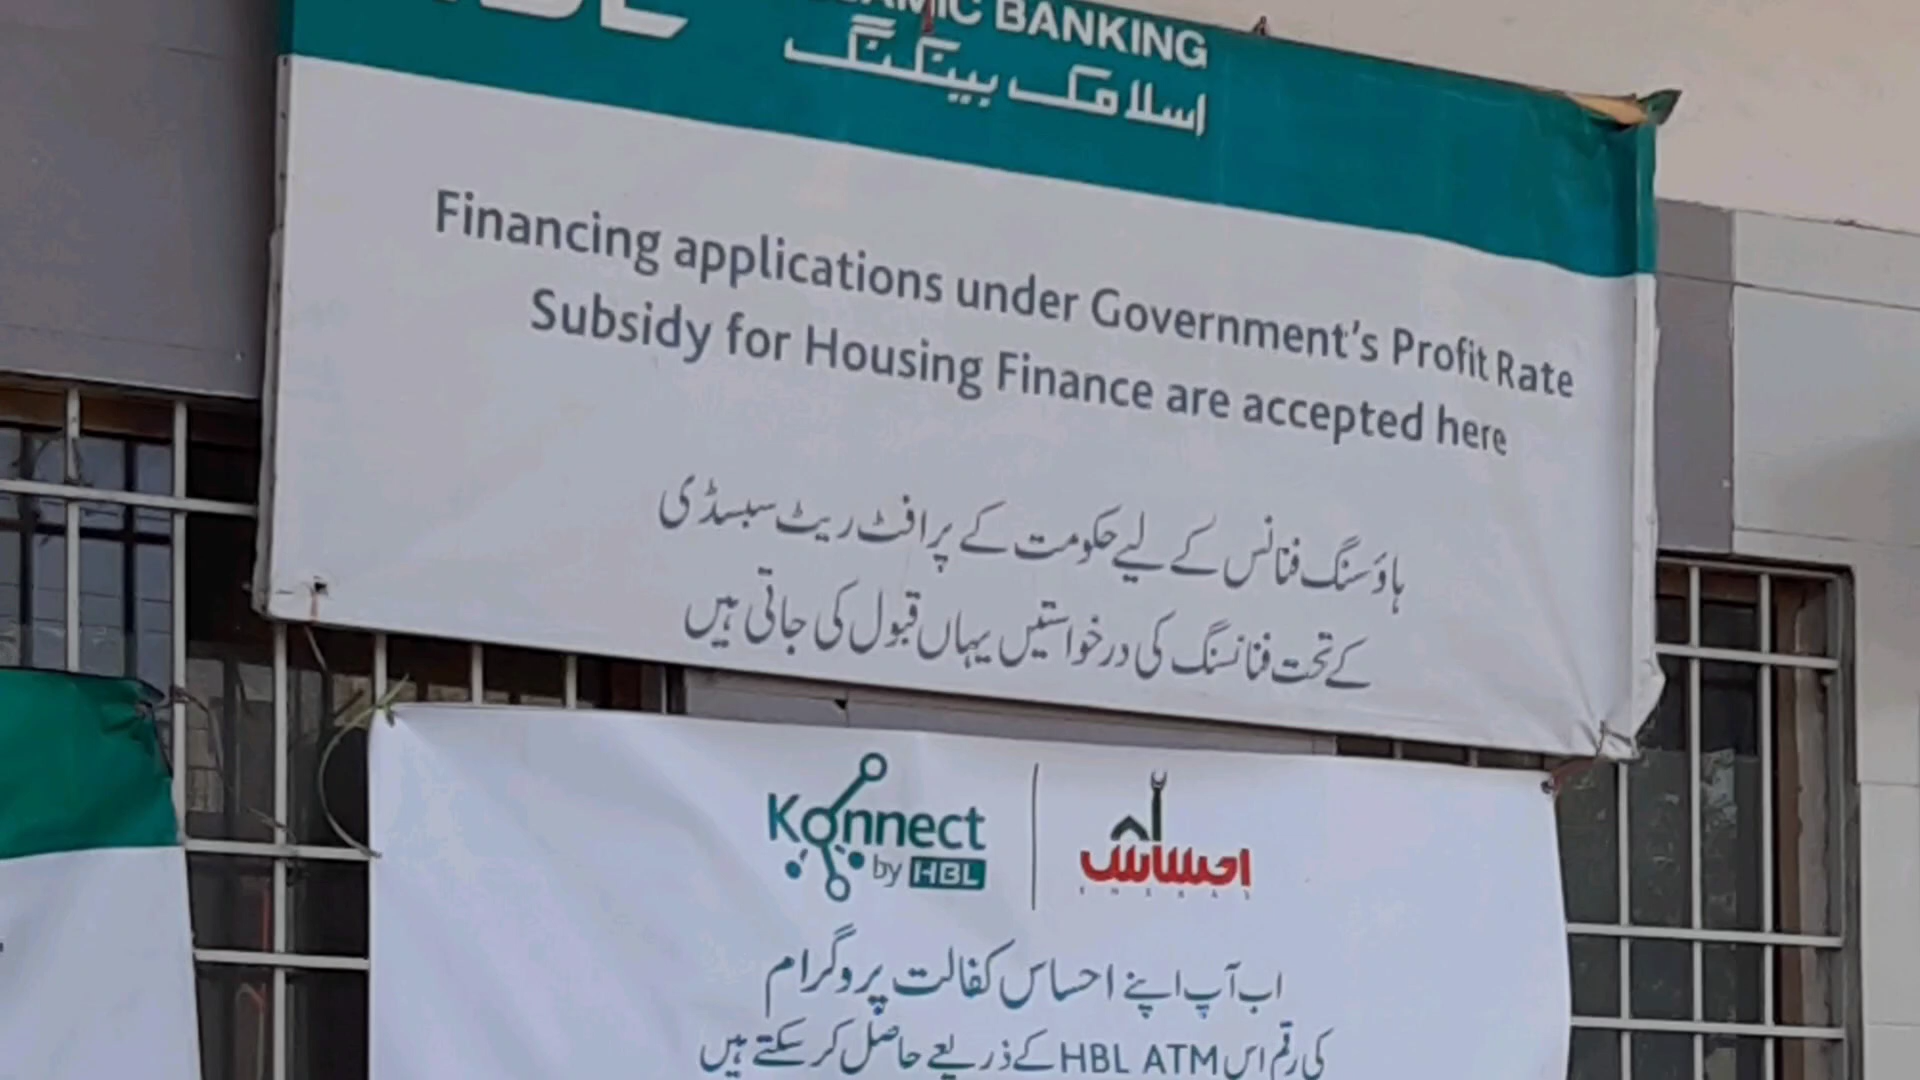 HBL
ISLAMIC BANKING
اسلامک بینکنگ
Financing applications under Government's Profit Rate
Subsidy for Housing Finance are accepted here
ہاؤسنگ فنانس کے لیے حکومت کے پرافٹ ریٹ سبسڈی
کے تحت فنانسنگ کی درخواستیں یہاں قبول کی جاتی ہیں
Konnect
by HBL
احساس
اب آپ اپنے احساس کفالت پروگرام
کی رقم اس HBL ATM کے ذریعے حاصل کر سکتے ہیں